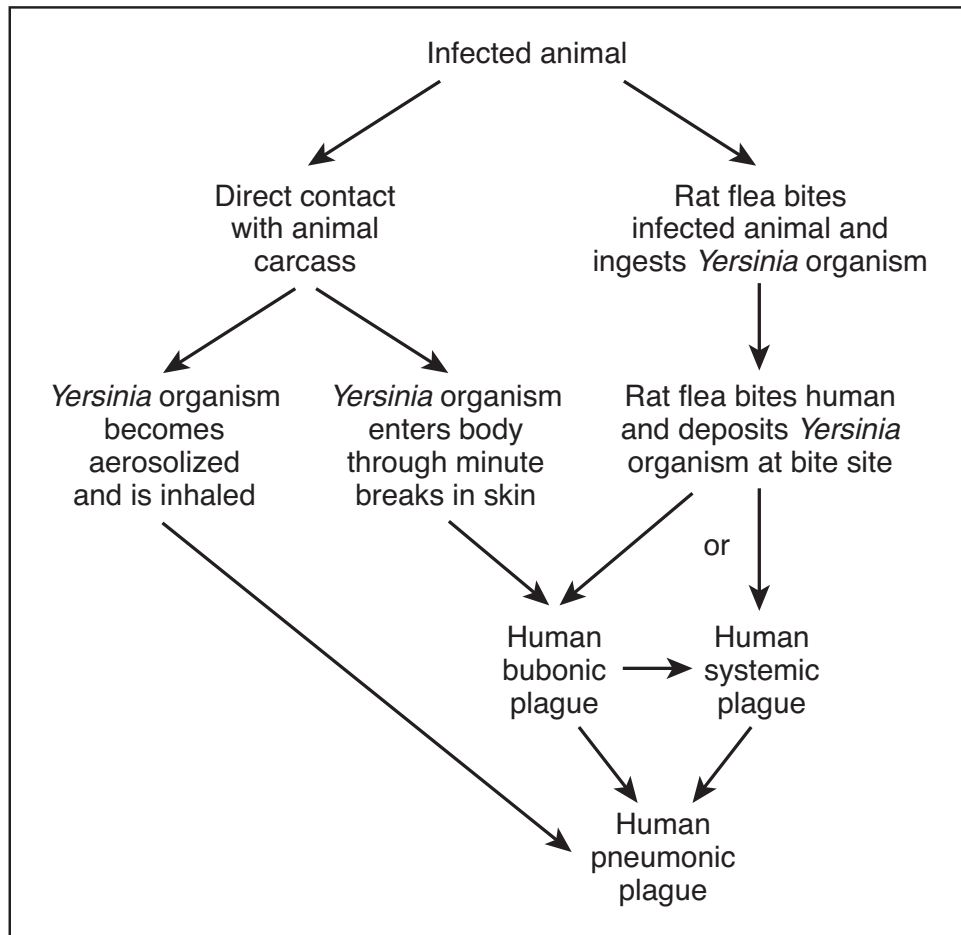 Infected animal
Direct contact
with animal
carcass
Rat flea bites
infected animal and
ingests Yersinia organism
Yersinia organism
becomes
aerosolized
and is inhaled
Yersinia organism
enters body
through minute
breaks in skin
Rat flea bites human
and deposits Yersinia
organism at bite site
or
Human
bubonic
plague
Human
systemic
plague
Human
pneumonic
plague